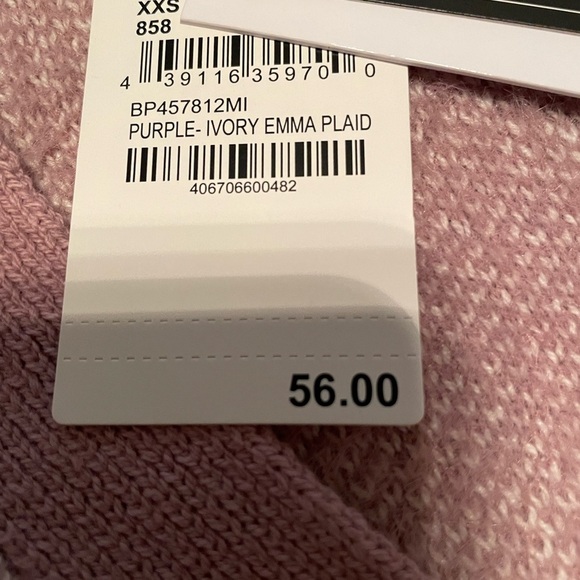 XXS
858
4 39116 35970 0
BP457812MI
PURPLE- IVORY EMMA PLAID
406706600482
56.00